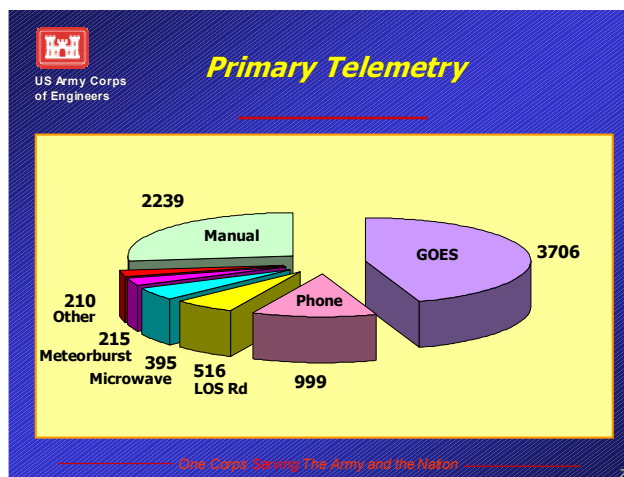 Primary Telemetry
US Army Corps
of Engineers
2239
Manual
GOES
3706
Phone
210
Other
215
Meteorburst
395
Microwave
516
LOS Rd
999
One Corps Serving The Army and the Nation